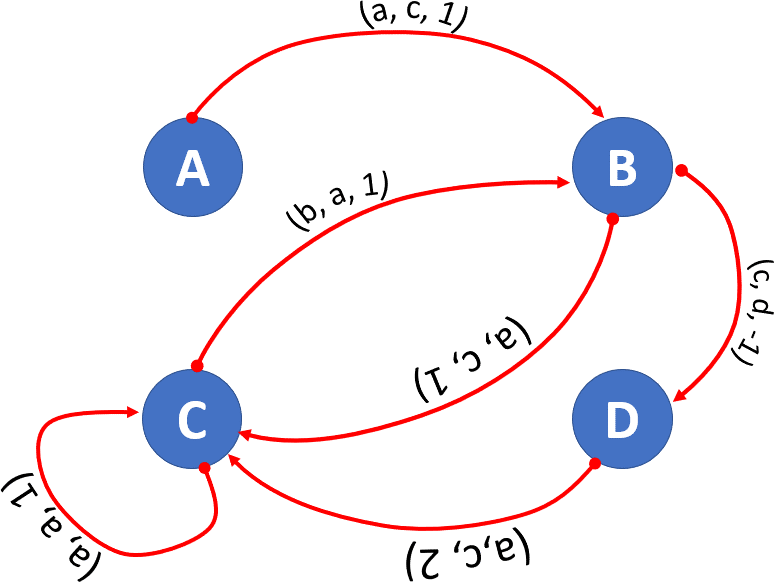 (a, c, 1)
A
B
(b, a, 1)
(c, d, -1)
(a, c, 1)
C
D
(a, a, 1)
(a,c, 2)